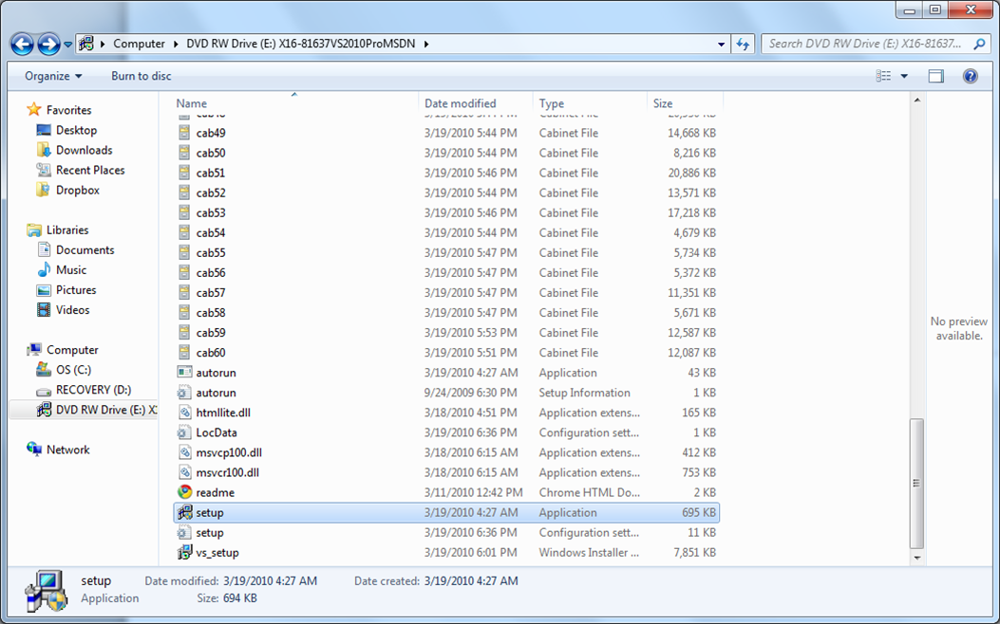 Computer DVD RW Drive (E:) X16-81637VS2010ProMSDN Search DVD RW Drive (E:) X16-81637...
Organize Burn to disc
Favorites
Desktop
Downloads
Recent Places
Dropbox
Libraries
Documents
Music
Pictures
Videos
Computer
OS (C:)
RECOVERY (D:)
DVD RW Drive (E:) X
Network
Name Date modified Type Size
cab49 3/19/2010 5:44 PM Cabinet File 14,668 KB
cab50 3/19/2010 5:44 PM Cabinet File 8,216 KB
cab51 3/19/2010 5:46 PM Cabinet File 20,886 KB
cab52 3/19/2010 5:44 PM Cabinet File 13,571 KB
cab53 3/19/2010 5:46 PM Cabinet File 17,218 KB
cab54 3/19/2010 5:44 PM Cabinet File 4,679 KB
cab55 3/19/2010 5:47 PM Cabinet File 5,734 KB
cab56 3/19/2010 5:47 PM Cabinet File 5,372 KB
cab57 3/19/2010 5:47 PM Cabinet File 11,351 KB
cab58 3/19/2010 5:47 PM Cabinet File 5,671 KB
cab59 3/19/2010 5:53 PM Cabinet File 12,587 KB
cab60 3/19/2010 5:51 PM Cabinet File 12,087 KB
autorun 3/19/2010 4:27 AM Application 43 KB
autorun 9/24/2009 6:30 PM Setup Information 1 KB
htmllite.dll 3/18/2010 4:51 PM Application extens... 165 KB
LocData 3/19/2010 6:36 PM Configuration sett... 1 KB
msvcp100.dll 3/18/2010 6:15 AM Application extens... 412 KB
msvcr100.dll 3/18/2010 6:15 AM Application extens... 753 KB
readme 3/11/2010 12:42 PM Chrome HTML Do... 2 KB
setup 3/19/2010 4:27 AM Application 695 KB
setup 3/19/2010 6:36 PM Configuration sett... 11 KB
vs_setup 3/19/2010 6:01 PM Windows Installer ... 7,851 KB
No preview
available.
setup Date modified: 3/19/2010 4:27 AM Date created: 3/19/2010 4:27 AM
Application Size: 694 KB